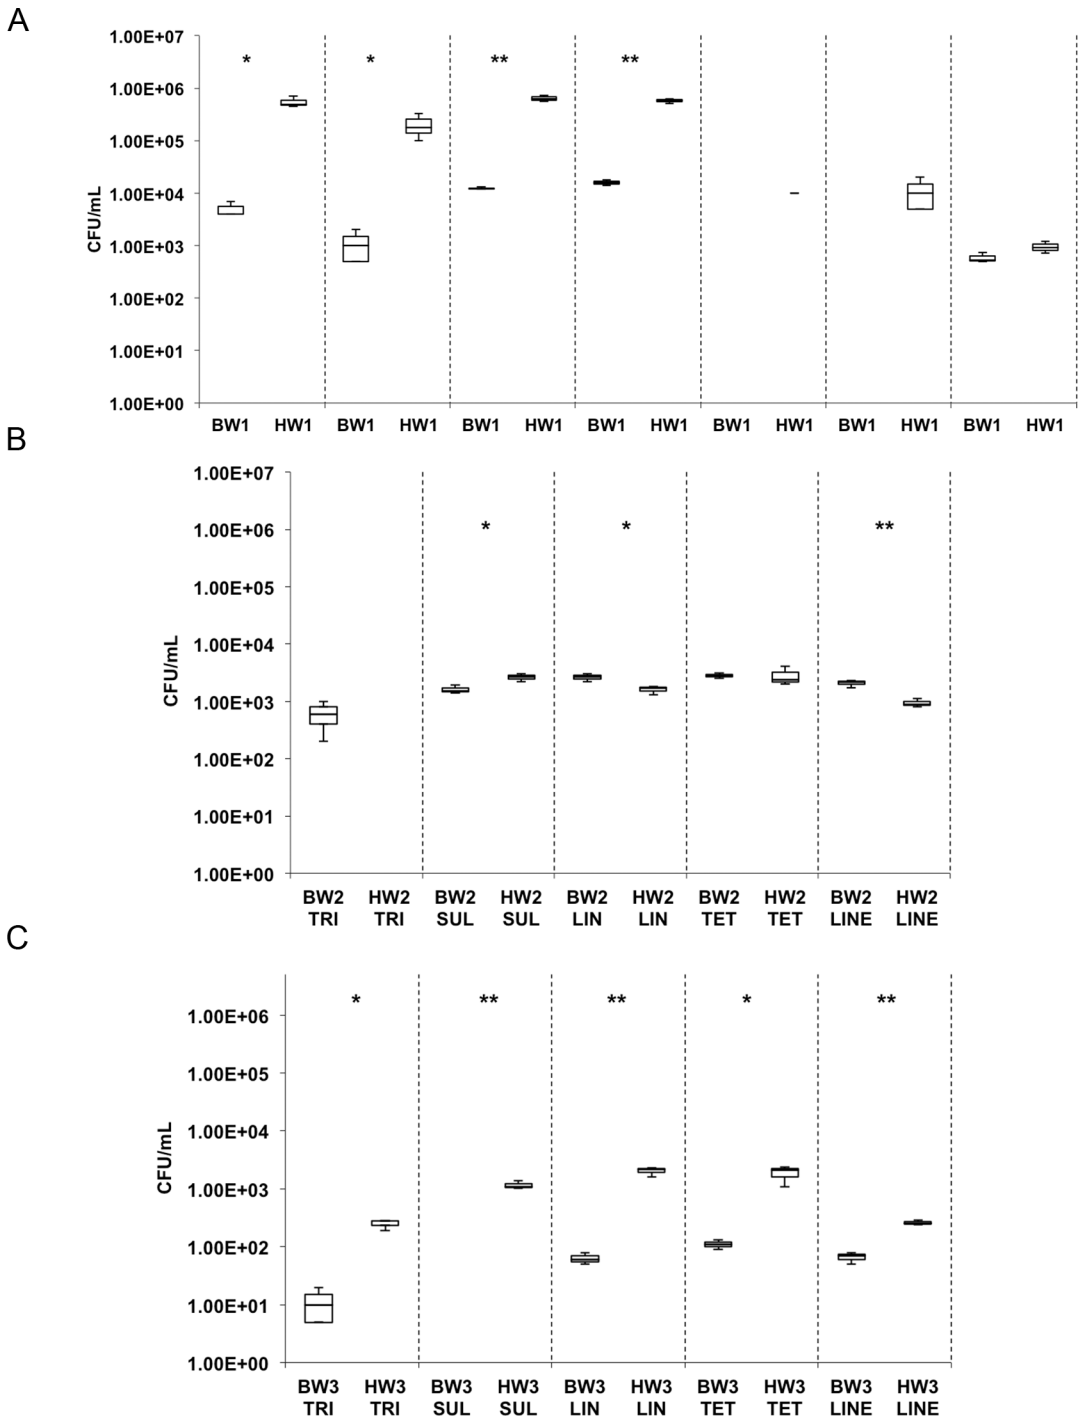 A
1.00E+07
1.00E+06
1.00E+05
1.00E+04
1.00E+03
1.00E+02
1.00E+01
1.00E+00
CFU/mL
* * ** **
BW1 HW1 BW1 HW1 BW1 HW1 BW1 HW1 BW1 HW1 BW1 HW1 BW1 HW1
B
1.00E+07
1.00E+06
1.00E+05
1.00E+04
1.00E+03
1.00E+02
1.00E+01
1.00E+00
CFU/mL
* * **
BW2 HW2 BW2 HW2 BW2 HW2 BW2 HW2 BW2 HW2
TRI TRI SUL SUL LIN LIN TET TET LINE LINE
C
1.00E+06
1.00E+05
1.00E+04
1.00E+03
1.00E+02
1.00E+01
1.00E+00
CFU/mL
* ** ** * **
BW3 HW3 BW3 HW3 BW3 HW3 BW3 HW3 BW3 HW3
TRI TRI SUL SUL LIN LIN TET TET LINE LINE